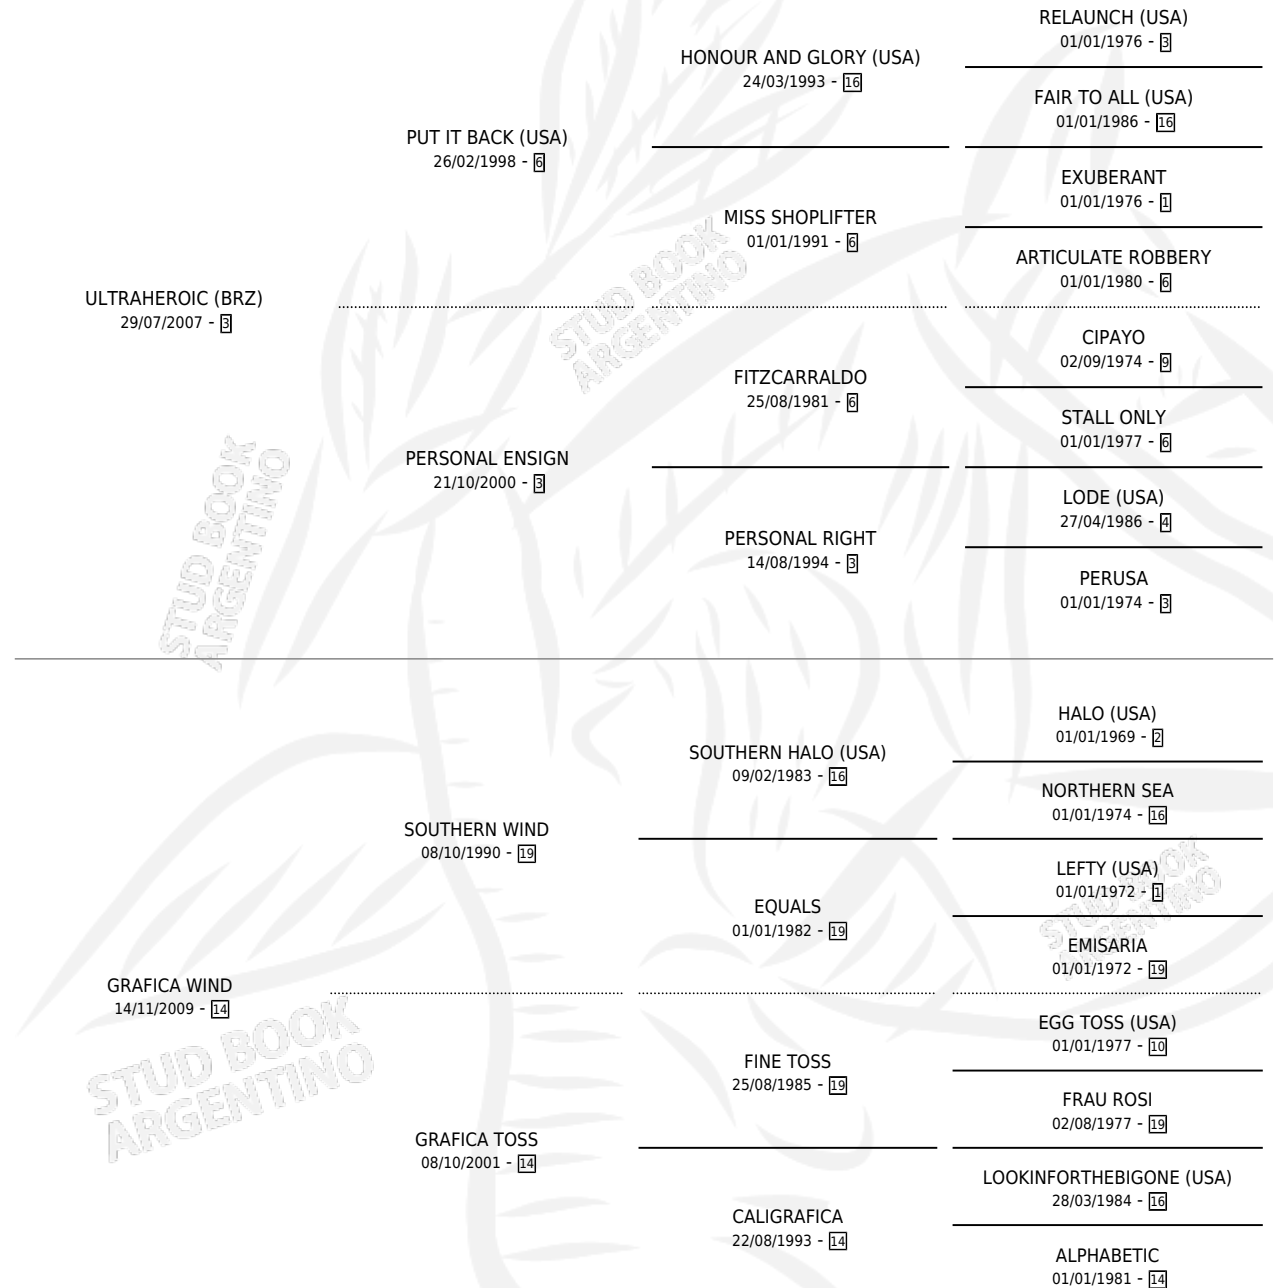 RELAUNCH (USA)
01/01/1976 - 3
HONOUR AND GLORY (USA)
24/03/1993 - 16
FAIR TO ALL (USA)
01/01/1986 - 16
PUT IT BACK (USA)
26/02/1998 - 6
EXUBERANT
01/01/1976 - 1
MISS SHOPLIFTER
01/01/1991 - 6
ARTICULATE ROBBERY
01/01/1980 - 6
ULTRAHEROIC (BRZ)
29/07/2007 - 3
CIPAYO
02/09/1974 - 9
FITZCARRALDO
25/08/1981 - 6
STALL ONLY
01/01/1977 - 6
PERSONAL ENSIGN
21/10/2000 - 3
LODE (USA)
27/04/1986 - 4
PERSONAL RIGHT
14/08/1994 - 3
PERUSA
01/01/1974 - 3
HALO (USA)
01/01/1969 - 2
SOUTHERN HALO (USA)
09/02/1983 - 16
NORTHERN SEA
01/01/1974 - 16
SOUTHERN WIND
08/10/1990 - 19
LEFTY (USA)
01/01/1972 - 1
EQUALS
01/01/1982 - 19
EMISARIA
01/01/1972 - 19
GRAFICA WIND
14/11/2009 - 14
EGG TOSS (USA)
01/01/1977 - 10
FINE TOSS
25/08/1985 - 19
FRAU ROSI
02/08/1977 - 19
GRAFICA TOSS
08/10/2001 - 14
LOOKINFORTHEBIGONE (USA)
28/03/1984 - 16
CALIGRAFICA
22/08/1993 - 14
ALPHABETIC
01/01/1981 - 14
STUD BOOK
ARGENTINO
STUD BOOK
ARGENTINO
STUD BOOK
ARGENTINO
STUD BOOK
ARGENTINO